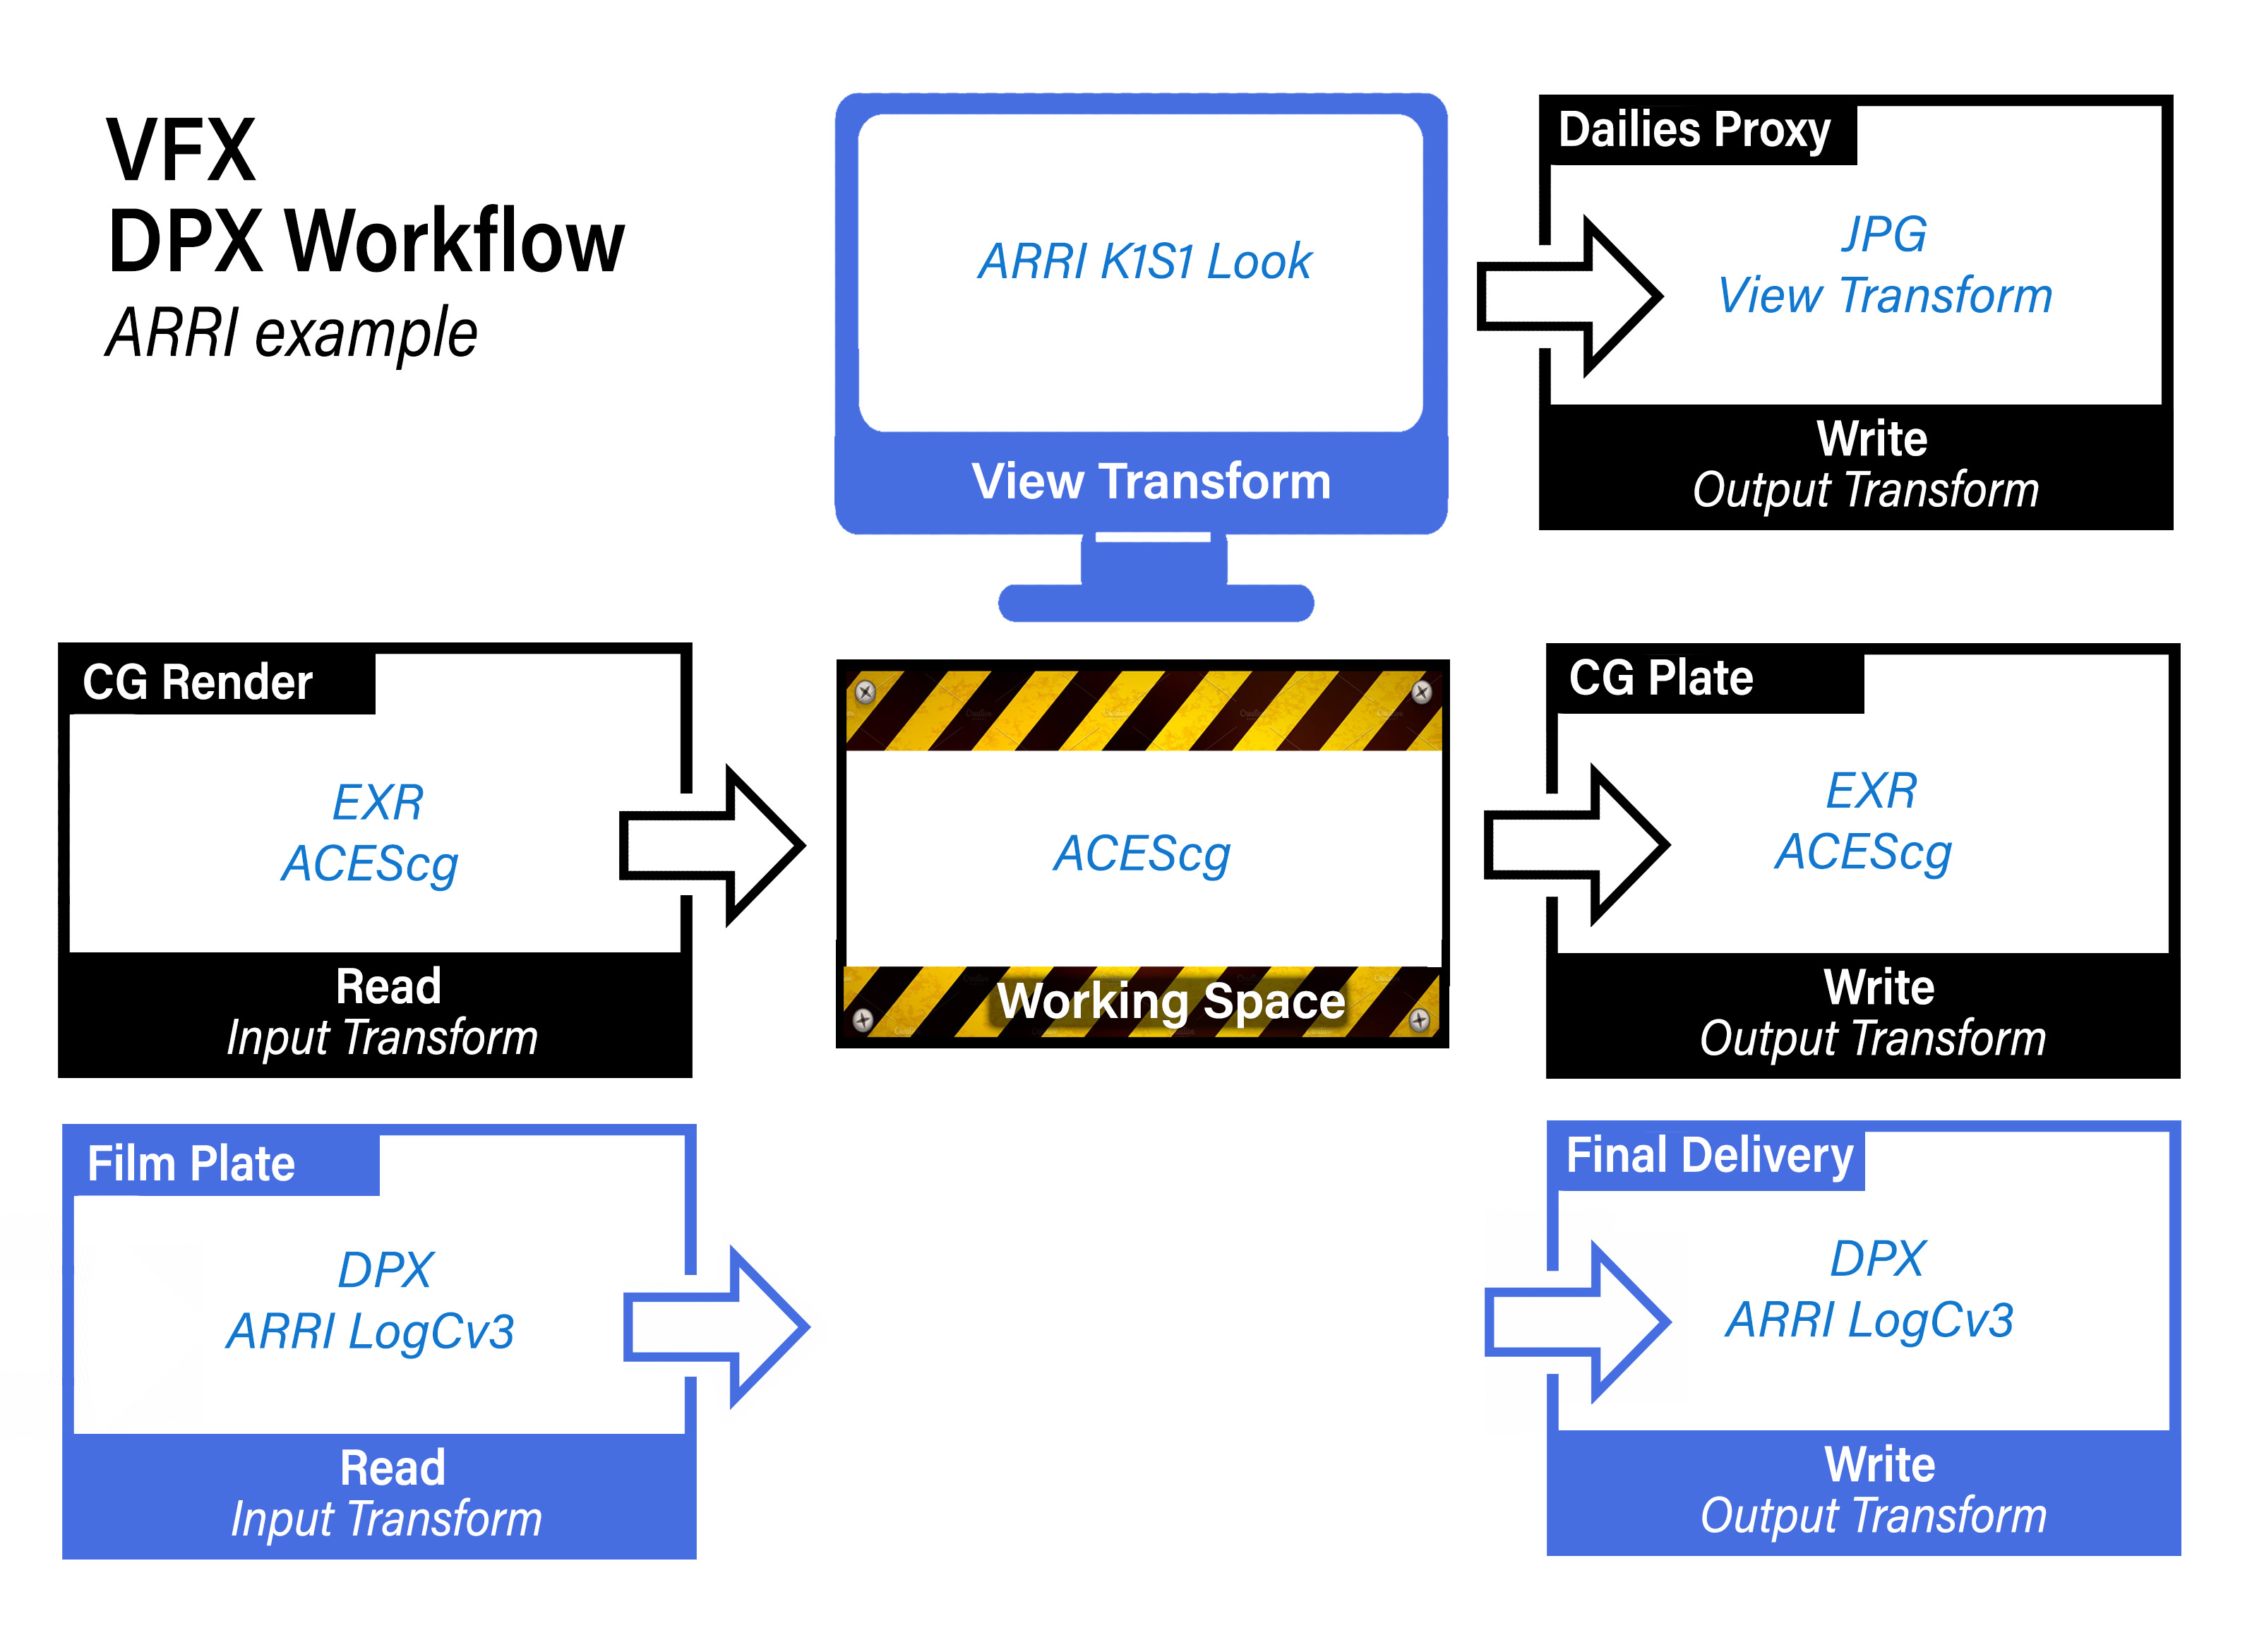 VFX
DPX Workflow
ARRI example
ARRI K1S1 Look
View Transform
Dailies Proxy
JPG
View Transform
Write
Output Transform
CG Render
EXR
ACEScg
Read
Input Transform
ACEScg
Working Space
CG Plate
EXR
ACEScg
Write
Output Transform
Film Plate
DPX
ARRI LogCv3
Read
Input Transform
Final Delivery
DPX
ARRI LogCv3
Write
Output Transform